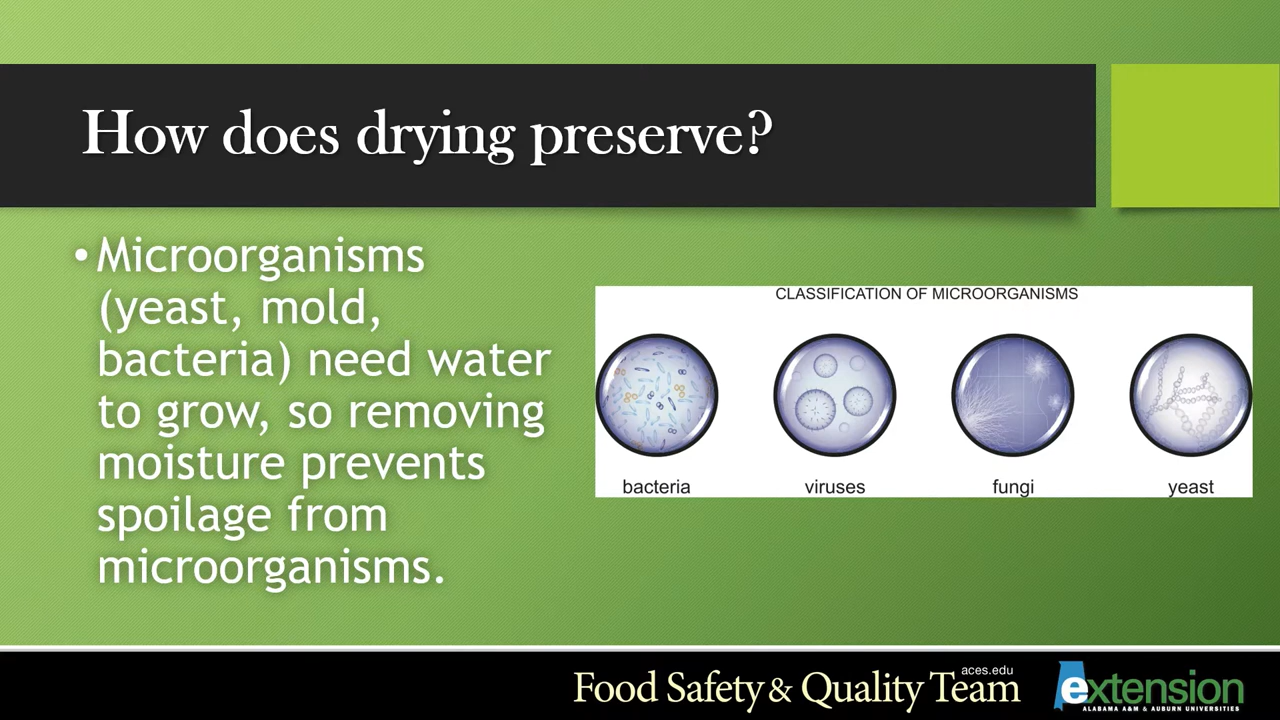 How does drying preserve?
• Microorganisms
(yeast, mold,
bacteria) need water
to grow, so removing
moisture prevents
spoilage from
microorganisms.
CLASSIFICATION OF MICROORGANISMS
bacteria viruses fungi yeast
aces.edu
Food Safety & Quality Team
extension
ALABAMA A&M & AUBURN UNIVERSITIES